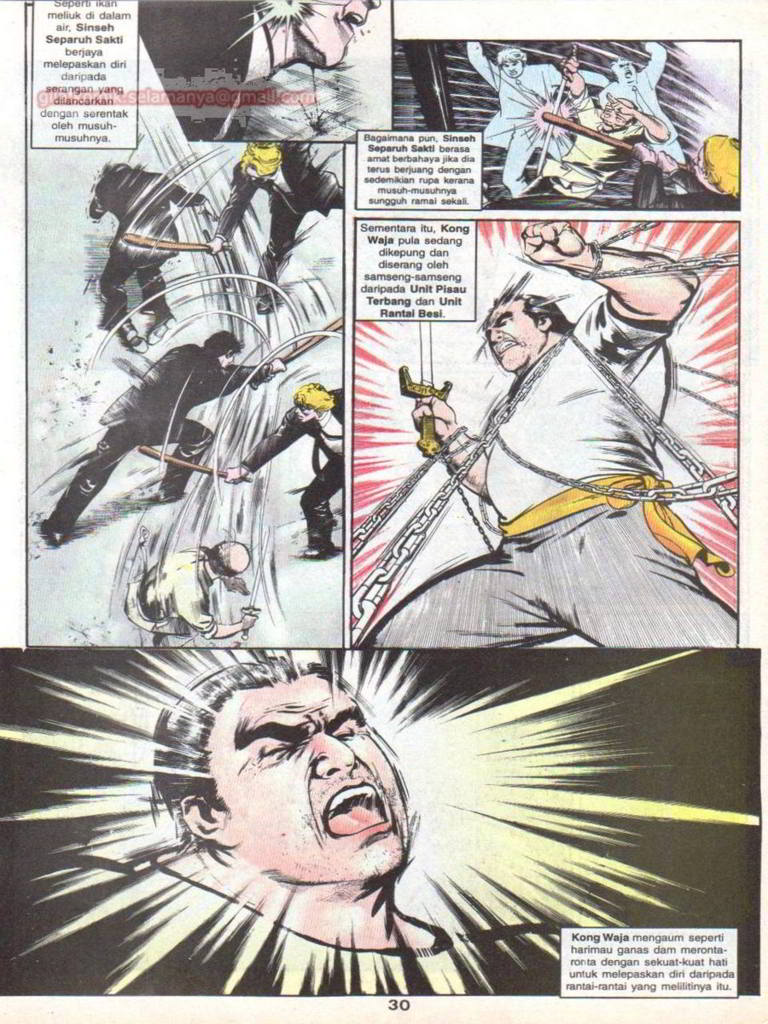 Seperti ikan
meliuk di dalam
air, Sinseh
Separuh Sakti
berjaya
melepaskan diri
daripada
serangan yang
dilancarkan
dengan serentak
oleh musuh-
musuhnya.
selamanya@gmail.com
Bagaimana pun, Sinseh
Separuh Sakti berasa
amat berbahaya jika dia
terus berjuang dengan
sedemikian rupa kerana
musuh-musuhnya
sungguh ramai sekali.
Sementara itu, Kong
Waja pula sedang
dikepung dan
diserang oleh
samseng-samseng
daripada Unit Pisau
Terbang dan Unit
Rantai Besi.
Kong Waja mengaum seperti
harimau ganas dam meronta-
ronta dengan sekuat-kuat hati
untuk melepaskan diri daripada
rantai-rantai yang melilitinya itu.
30